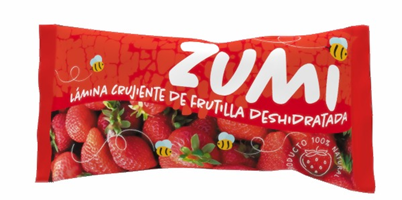 ZUMI
LÁMINA CRUJIENTE DE FRUTILLA DESHIDRATADA
PRODUCTO 100% NATURAL